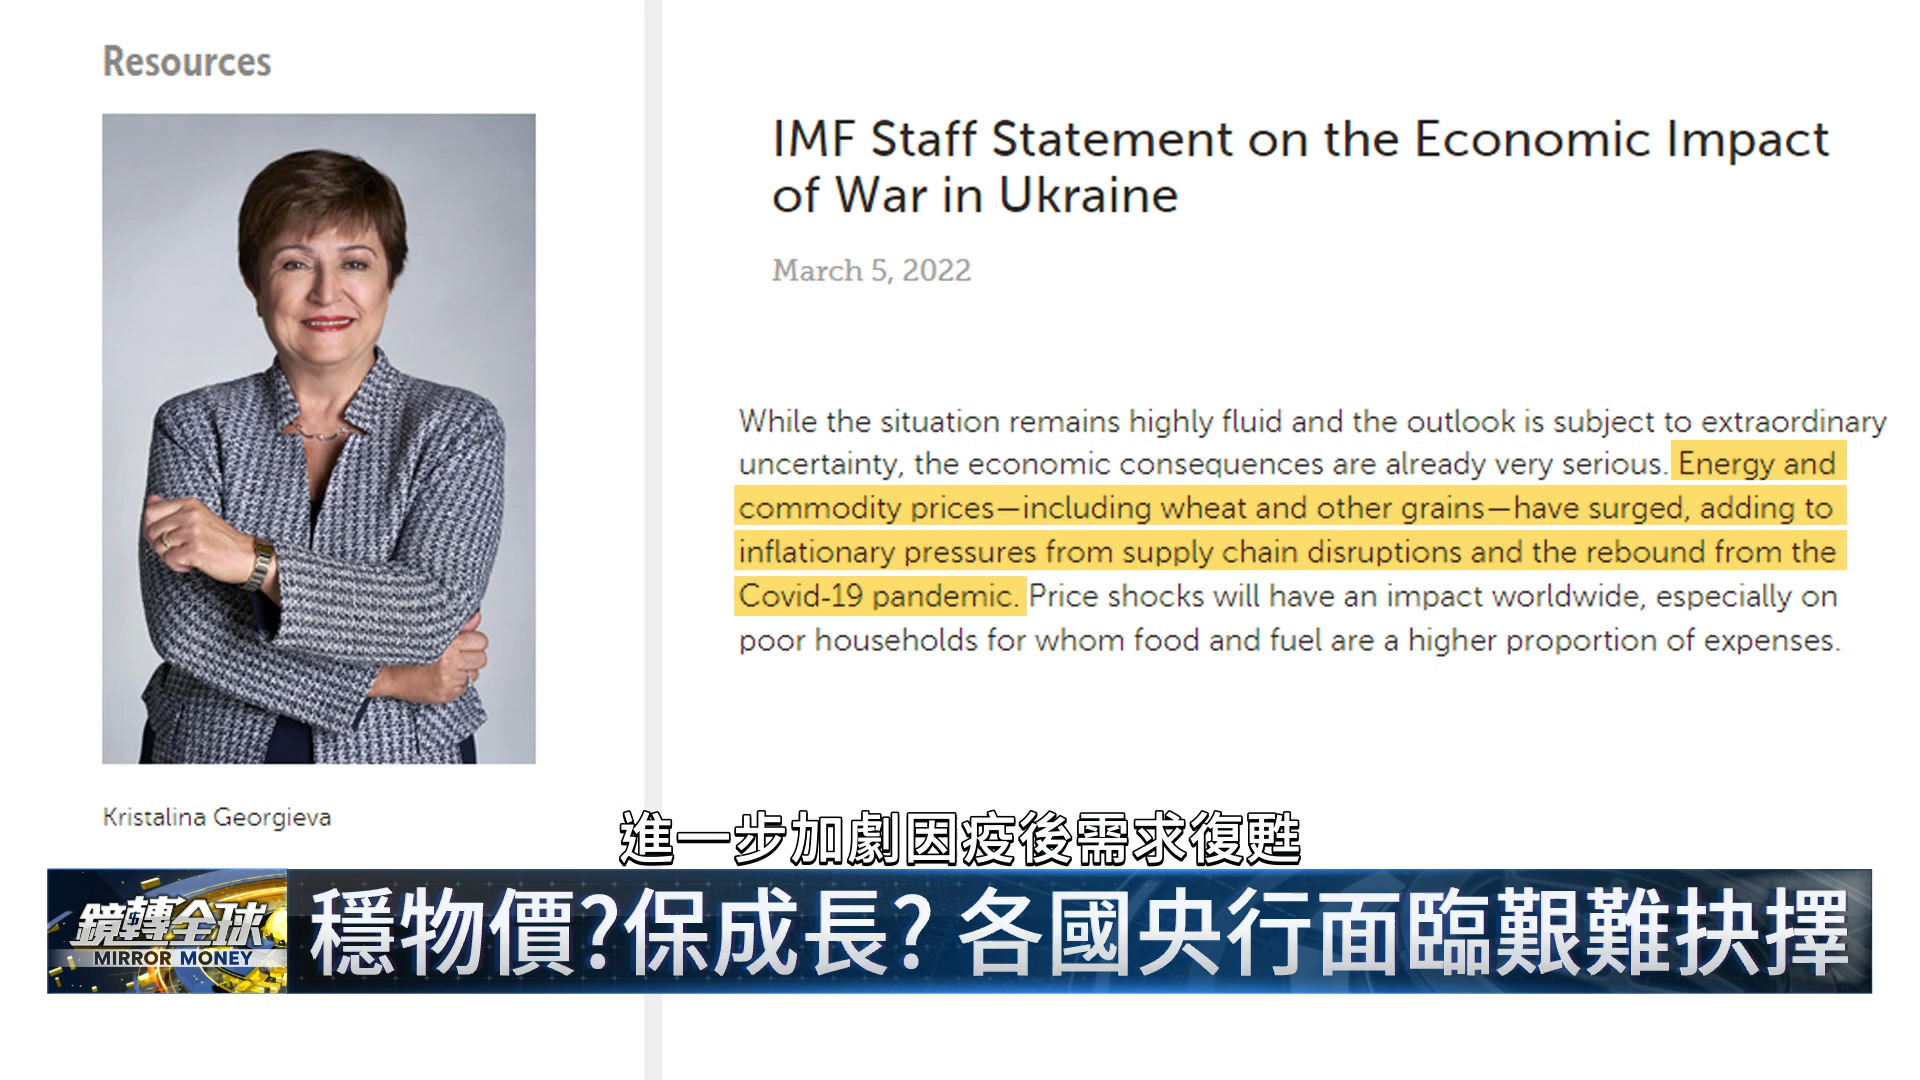 Resources
IMF Staff Statement on the Economic Impact
of War in Ukraine
March 5, 2022
While the situation remains highly fluid and the outlook is subject to extraordinary
uncertainty, the economic consequences are already very serious. Energy and
commodity prices—including wheat and other grains—have surged, adding to
inflationary pressures from supply chain disruptions and the rebound from the
Covid-19 pandemic. Price shocks will have an impact worldwide, especially on
poor households for whom food and fuel are a higher proportion of expenses.
Kristalina Georgieva
進一步加劇因疫後需求復甦
鏡轉全球
MIRROR MONEY
穩物價?保成長? 各國央行面臨艱難抉擇